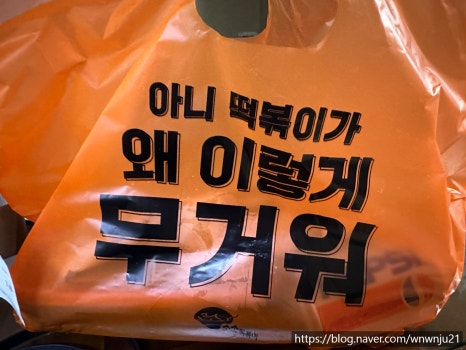 아니 떡볶이가
왜 이렇게
무거워
https://blog.naver.com/wnwnju21